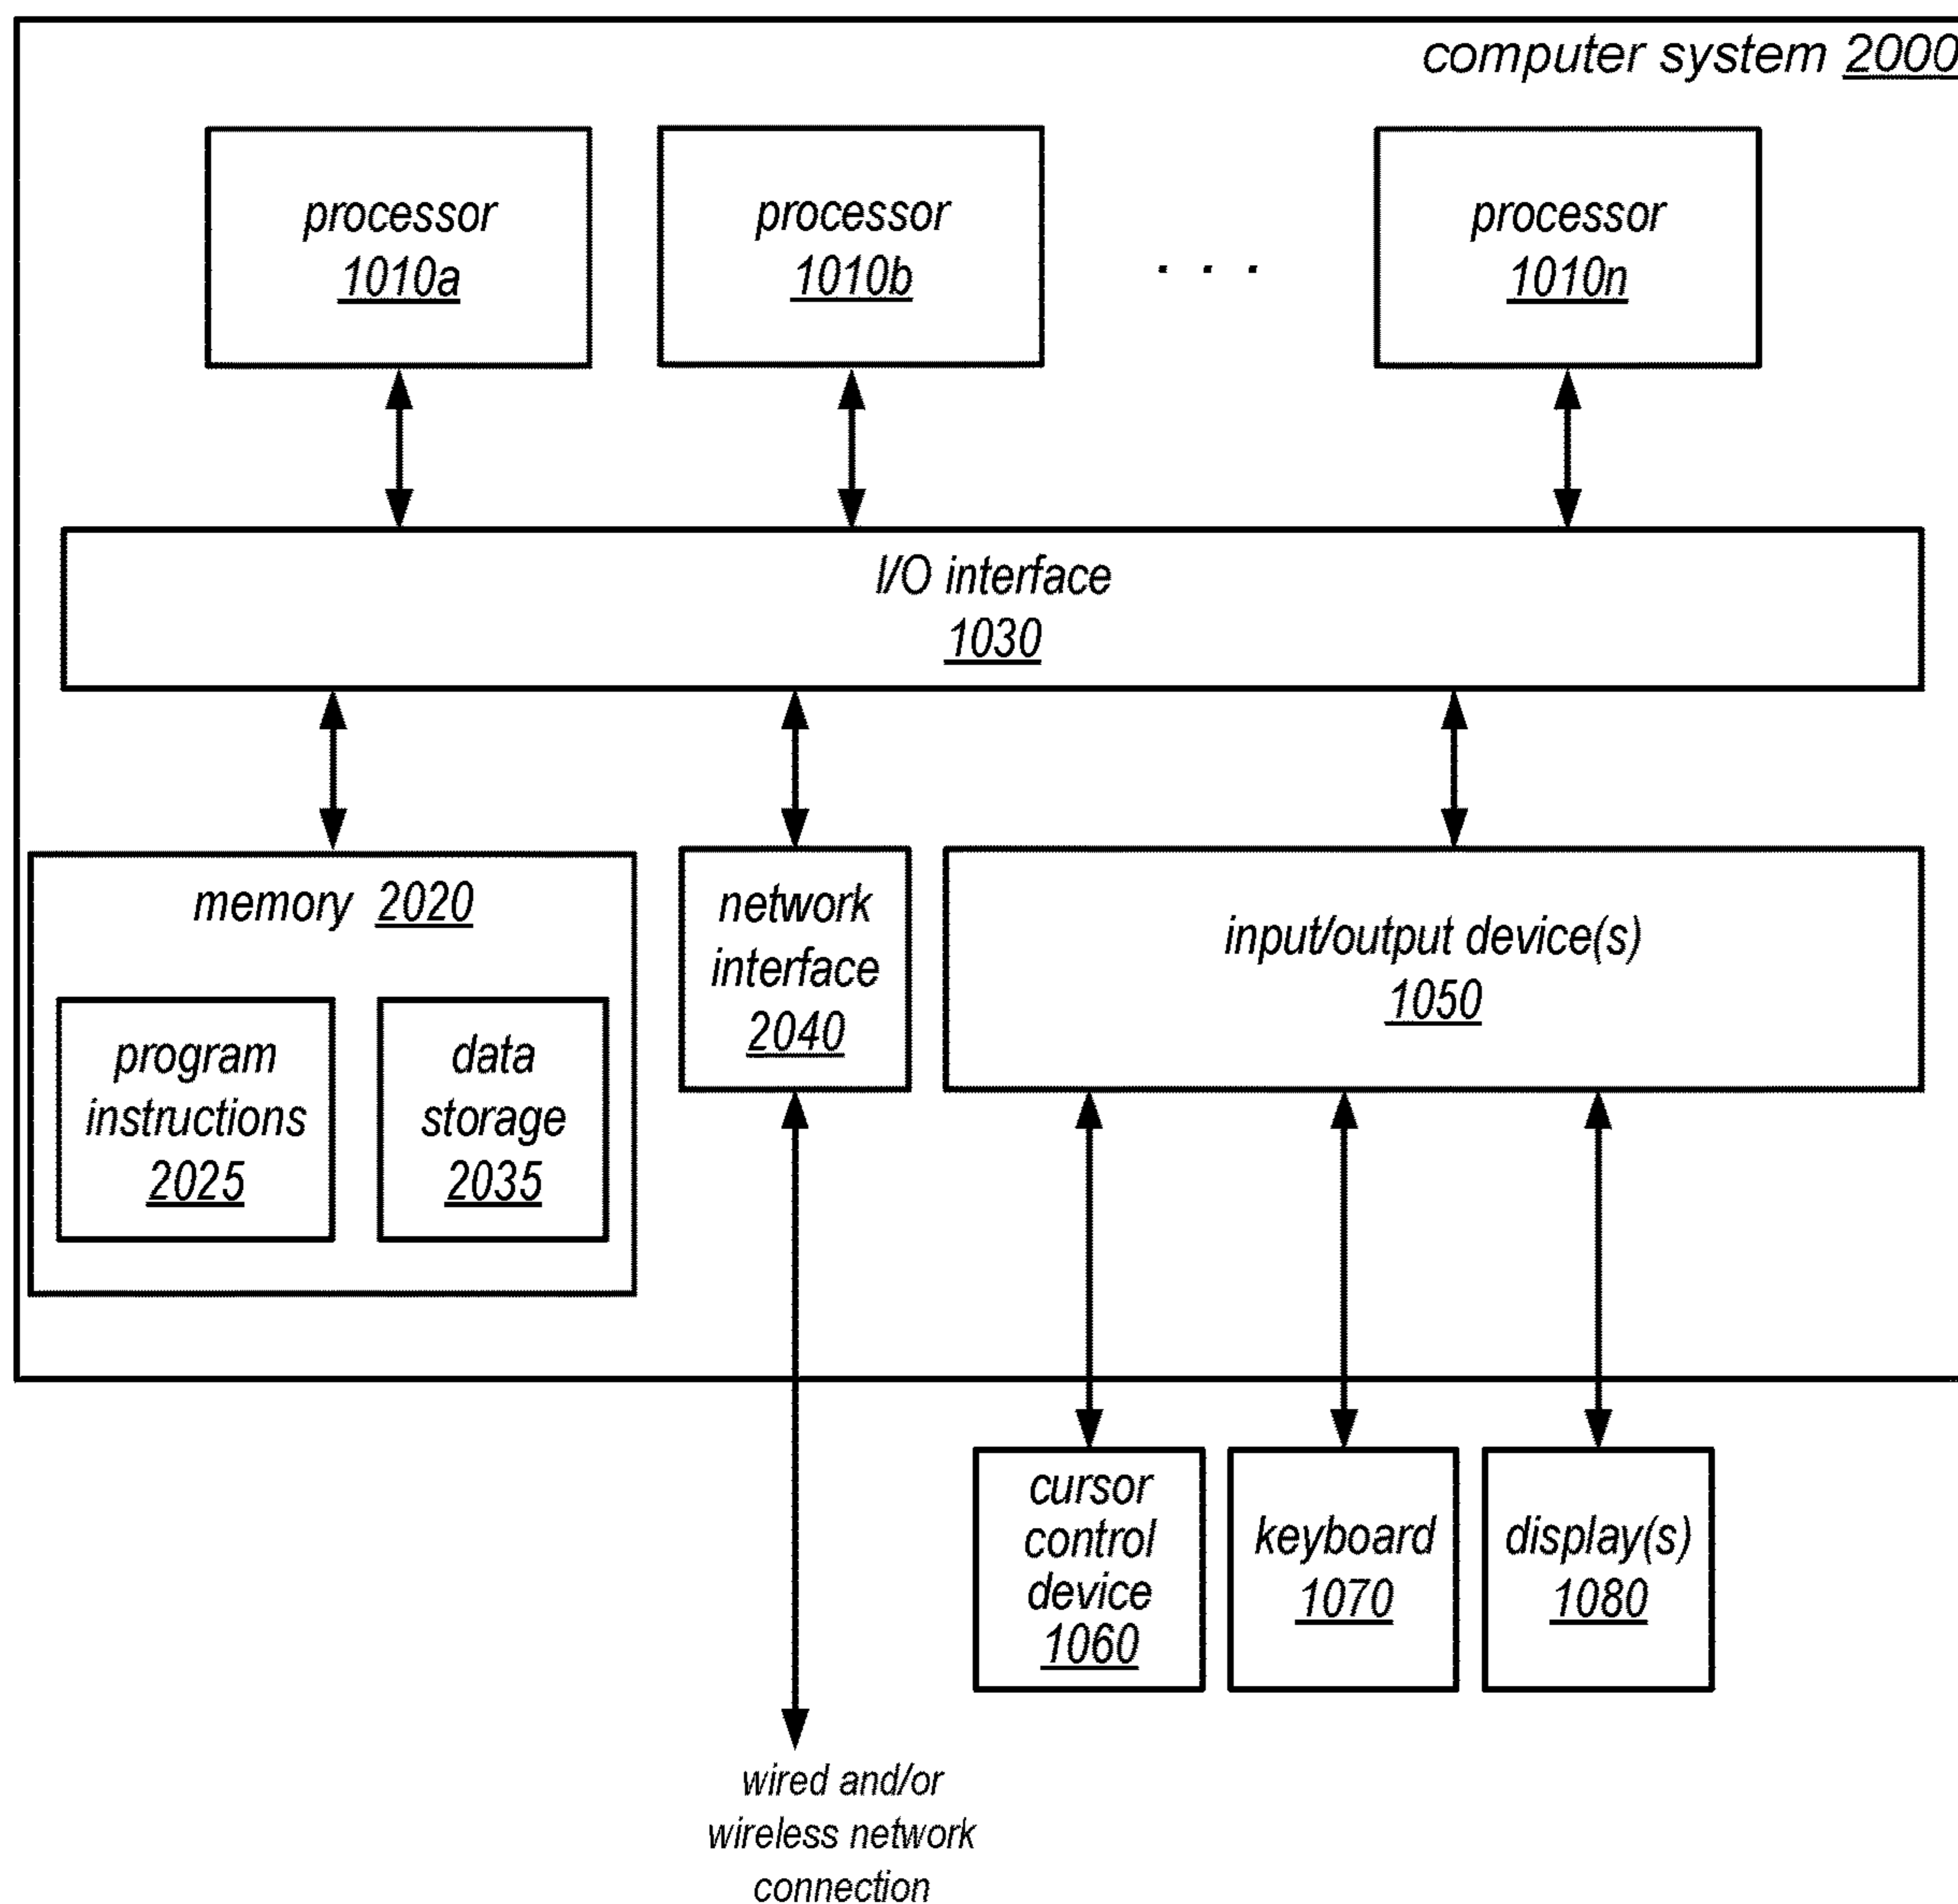 computer system 2000
processor
1010a
processor
1010b
. . .
processor
1010n
I/O interface
1030
memory 2020
program
instructions
2025
data
storage
2035
network
interface
2040
input/output device(s)
1050
cursor
control
device
1060
keyboard
1070
display(s)
1080
wired and/or
wireless network
connection